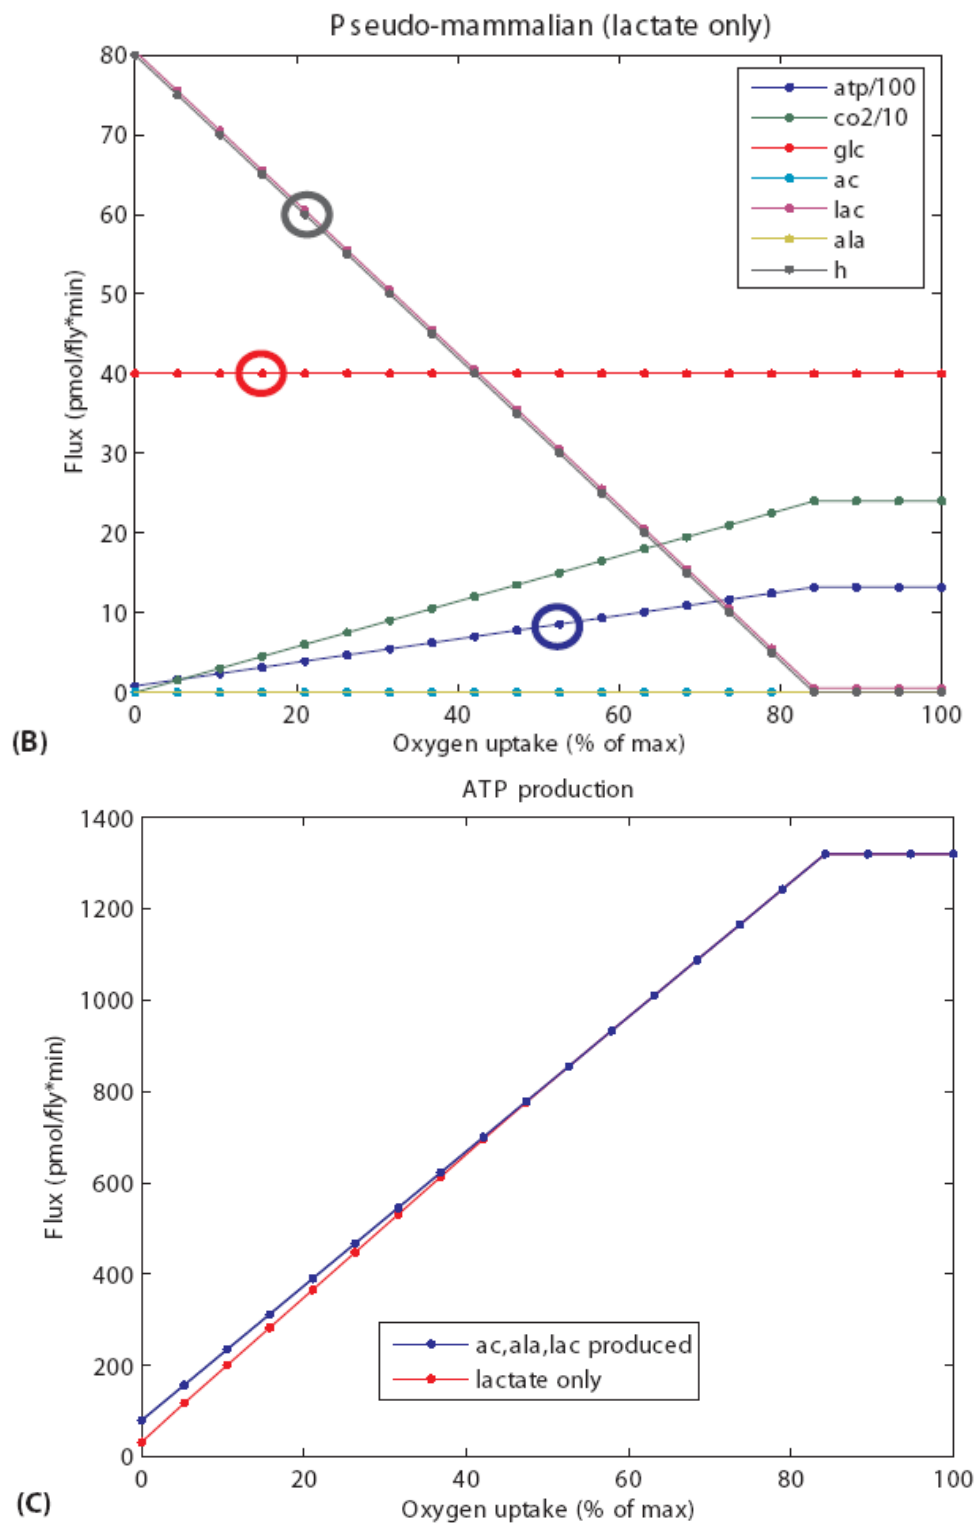 Pseudo-mammalian (lactate only)
80
70
60
50
40
30
20
10
0
Flux (pmol/fly*min)
atp/100
co2/10
glc
ac
lac
ala
h
0 20 40 60 80 100
Oxygen uptake (% of max)
(B)
ATP production
1400
1200
1000
800
600
400
200
0
Flux (pmol/fly*min)
ac,ala,lac produced
lactate only
0 20 40 60 80 100
Oxygen uptake (% of max)
(C)